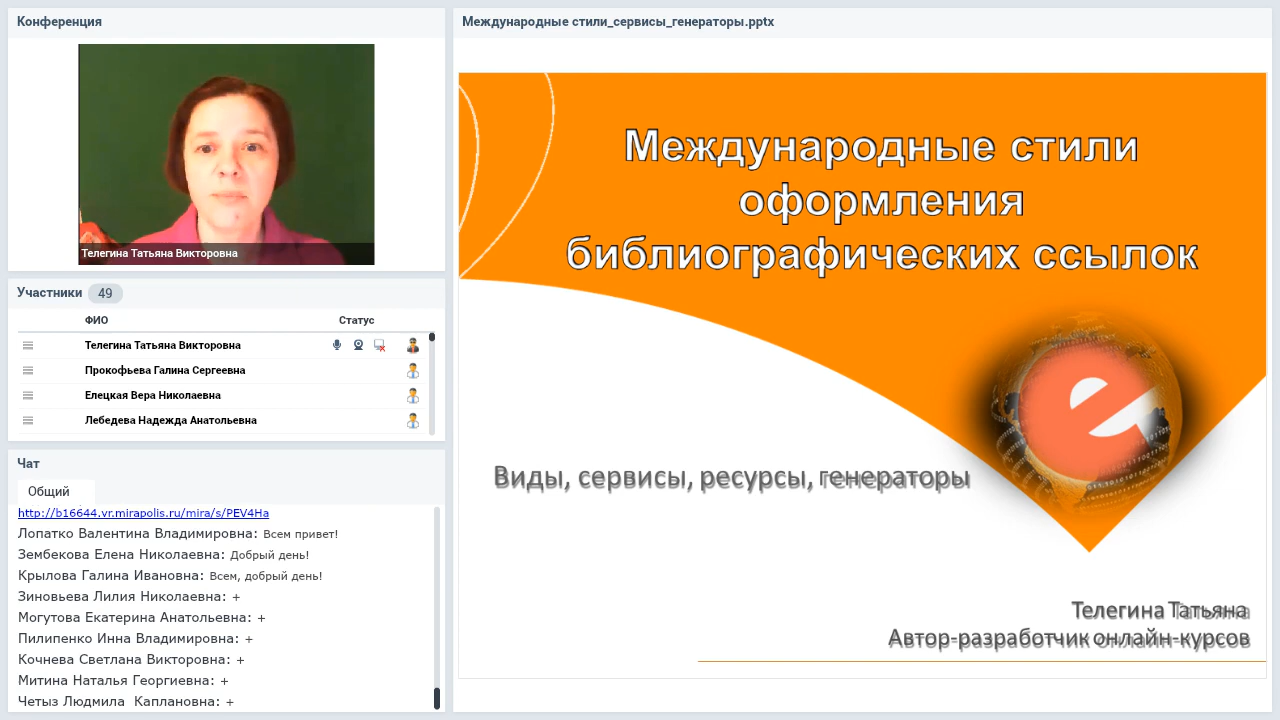 Конференция
Телегина Татьяна Викторовна
Участники 49
ФИО Статус
Телегина Татьяна Викторовна
Прокофьева Галина Сергеевна
Елецкая Вера Николаевна
Лебедева Надежда Анатольевна
Чат
Общий
http://b16644.vr.mirapolis.ru/mira/s/PEV4Ha
Лопатко Валентина Владимировна: Всем привет!
Зембекова Елена Николаевна: Добрый день!
Крылова Галина Ивановна: Всем, добрый день!
Зиновьева Лилия Николаевна: +
Могутова Екатерина Анатольевна: +
Пилипенко Инна Владимировна: +
Кочнева Светлана Викторовна: +
Митина Наталья Георгиевна: +
Четыз Людмила Каплановна: +
Международные стили_сервисы_генераторы.pptx
Международные стили
оформления
библиографических ссылок
e
Виды, сервисы, ресурсы, генераторы
Телегина Татьяна
Автор-разработчик онлайн-курсов